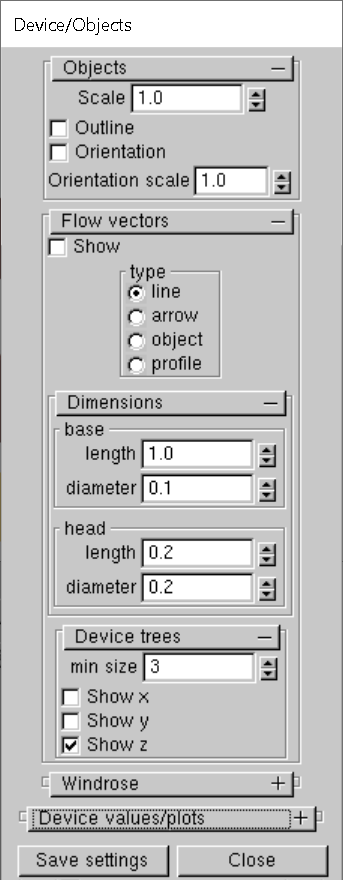 Device/Objects
Objects −
Scale 1.0
Outline
Orientation
Orientation scale 1.0
Flow vectors −
Show
type
line
arrow
object
profile
Dimensions −
base
length 1.0
diameter 0.1
head
length 0.2
diameter 0.2
Device trees −
min size 3
Show x
Show y
Show z
Windrose +
Device values/plots +
Save settings Close